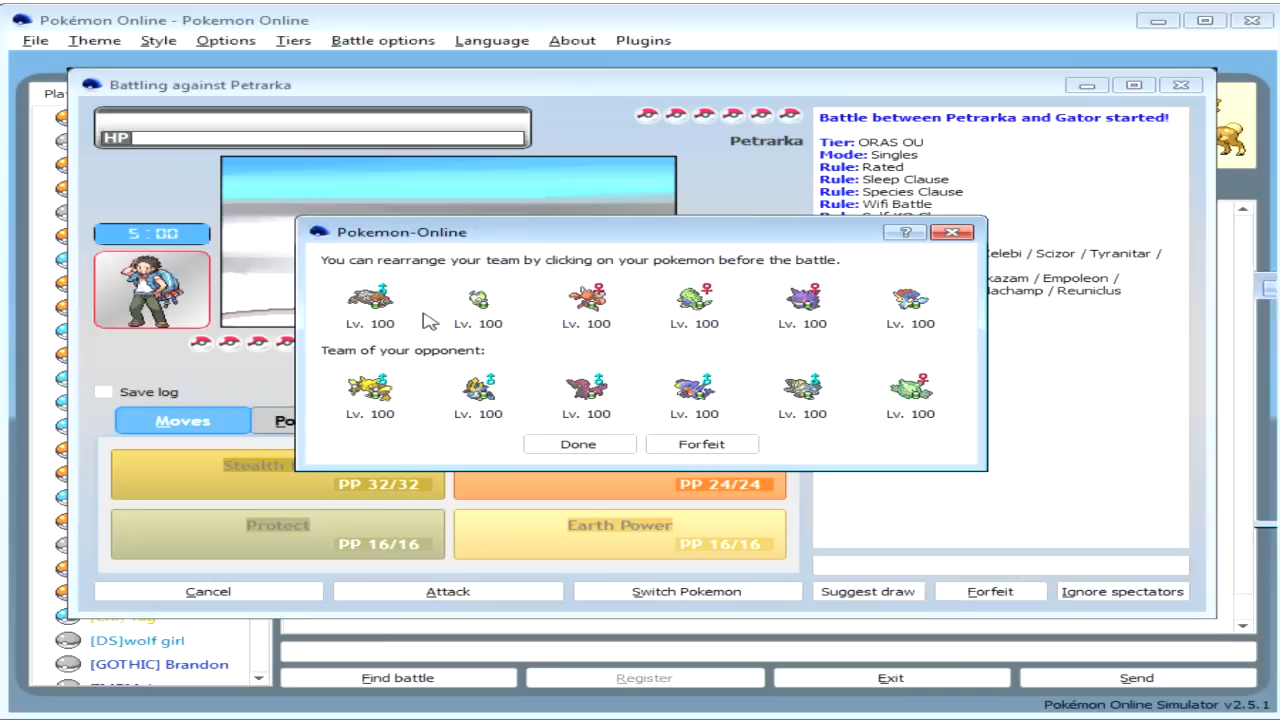 Pokémon Online - Pokemon Online
File Theme Style Options Tiers Battle options Language About Plugins
Battling against Petrarka
HP
Petrarka
5:00
Save log
Moves
Stealth
PP 32/32
PP 24/24
Protect
PP 16/16
Earth Power
PP 16/16
Cancel Attack Switch Pokemon
Battle between Petrarka and Gator started!
Tier: ORAS OU
Mode: Singles
Rule: Rated
Rule: Sleep Clause
Rule: Species Clause
Rule: Wifi Battle
/ Scizor / Tyranitar /
/ Empoleon /
/ Reuniclus
Pokemon-Online
You can rearrange your team by clicking on your pokemon before the battle.
Lv. 100 Lv. 100 Lv. 100 Lv. 100 Lv. 100 Lv. 100
Team of your opponent:
Lv. 100 Lv. 100 Lv. 100 Lv. 100 Lv. 100 Lv. 100
Done Forfeit
Suggest draw Forfeit Ignore spectators
[DS]wolf girl
[GOTHIC] Brandon
Find battle Register Exit Send
Pokémon Online Simulator v2.5.1